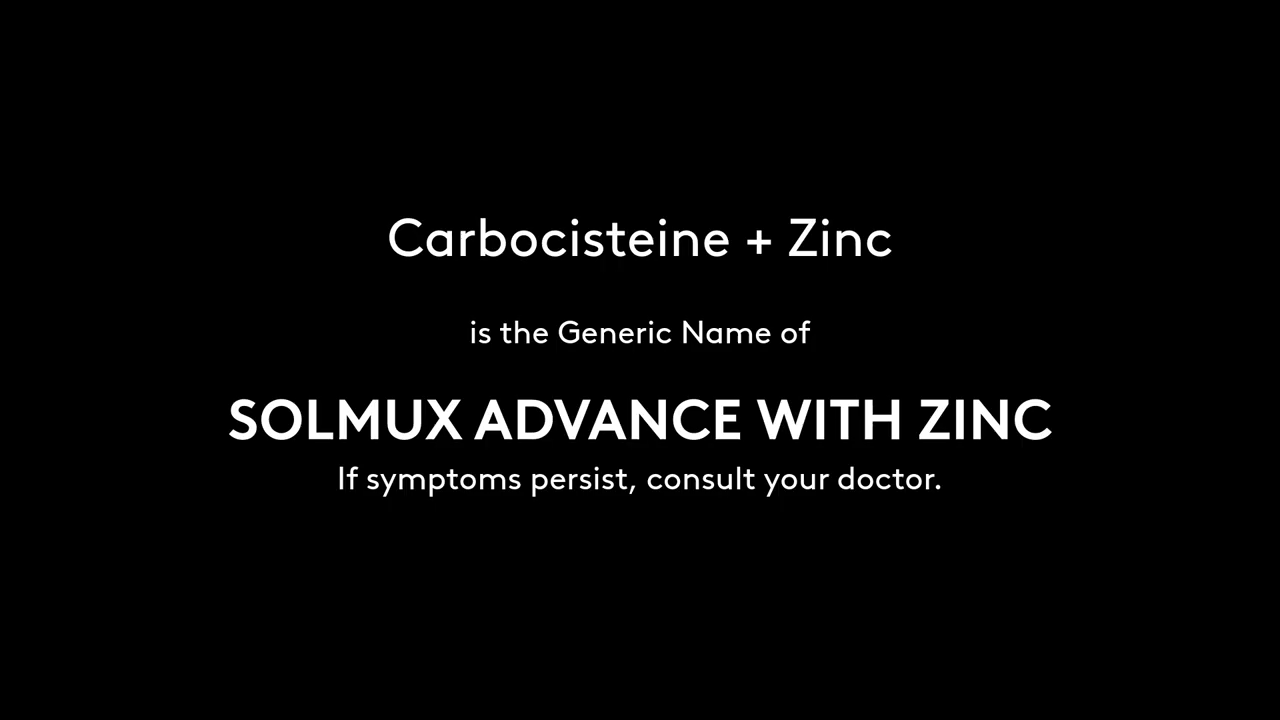 Carbocisteine + Zinc
is the Generic Name of
SOLMUX ADVANCE WITH ZINC
If symptoms persist, consult your doctor.